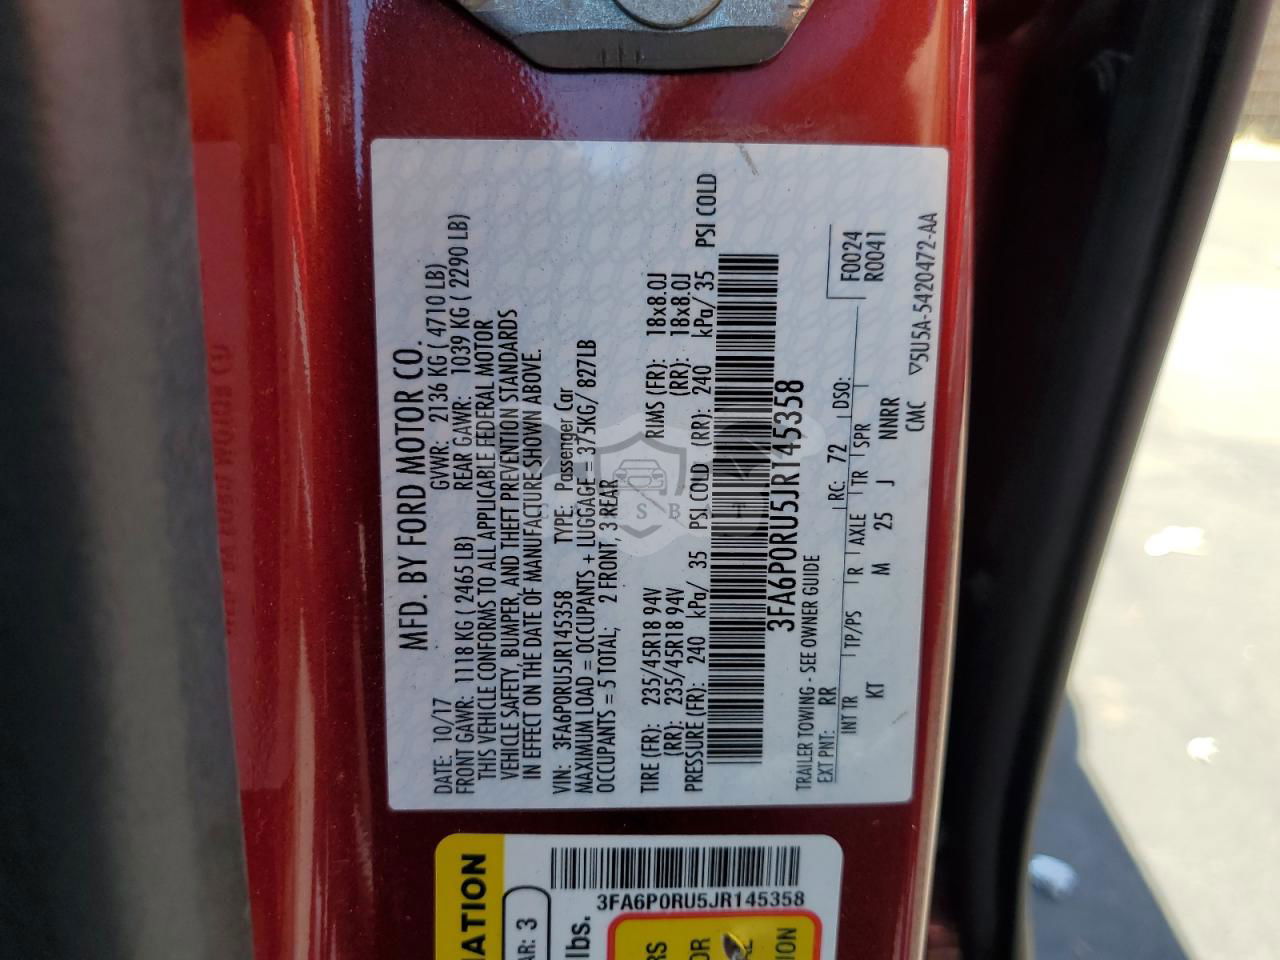 MFD. BY FORD MOTOR CO.
DATE: 10/17 GVWR: 2136 KG ( 4710 LB)
FRONT GAWR: 1118 KG ( 2465 LB) REAR GAWR: 1039 KG ( 2290 LB)
THIS VEHICLE CONFORMS TO ALL APPLICABLE FEDERAL MOTOR
VEHICLE SAFETY, BUMPER, AND THEFT PREVENTION STANDARDS
IN EFFECT ON THE DATE OF MANUFACTURE SHOWN ABOVE.
VIN: 3FA6P0RU5JR145358 TYPE: Passenger Car
MAXIMUM LOAD = OCCUPANTS + LUGGAGE = 375KG/ 827LB
OCCUPANTS = 5 TOTAL; 2 FRONT, 3 REAR
TIRE (FR): 235/45R18 94V RIMS (FR): 18x8.0J
(RR): 235/45R18 94V (RR): 18x8.0J
PRESSURE (FR): 240 kPa/ 35 PSI COLD (RR): 240 kPa/ 35 PSI COLD
3FA6P0RU5JR145358
TRAILER TOWING - SEE OWNER GUIDE
EXT PNT: RR RC: 72 DSO: F0024
INT TR TP/PS R AXLE TR SPR R0041
KT M 25 J NNRR
CMC ▽5U5A-5420472-AA
3FA6P0RU5JR145358
AR: 3
lbs.